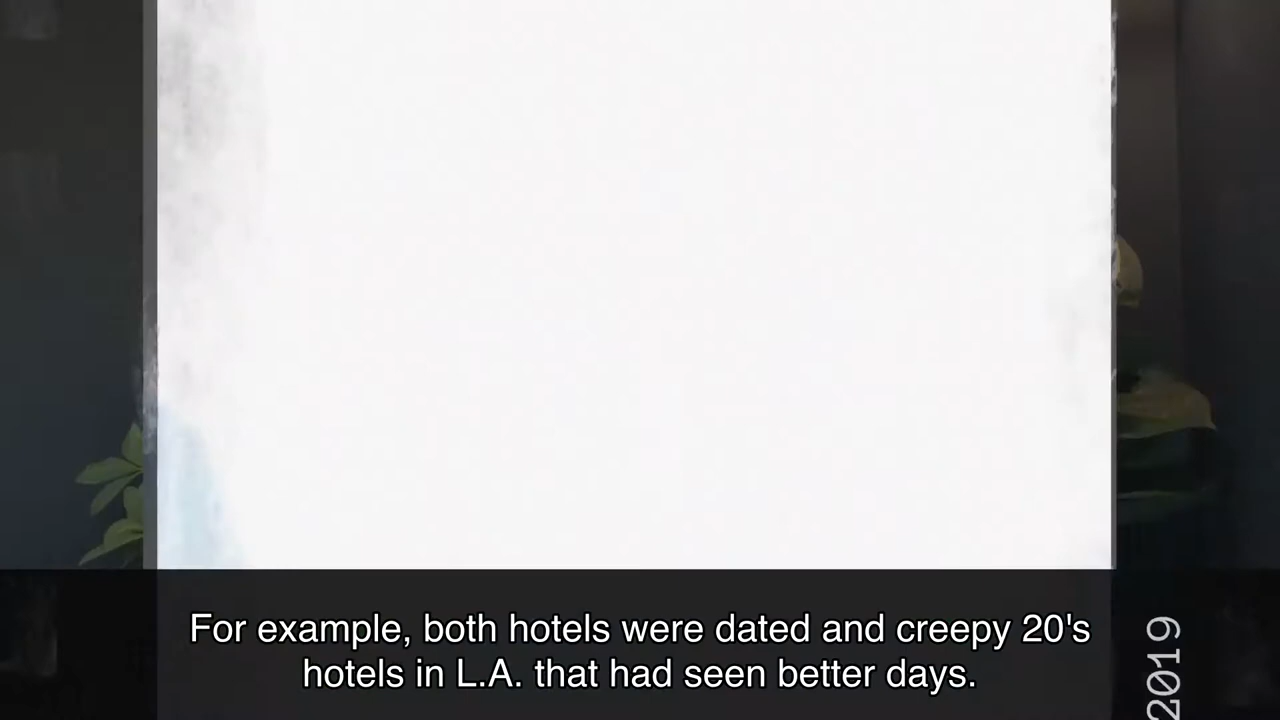 For example, both hotels were dated and creepy 20's
hotels in L.A. that had seen better days.
2019